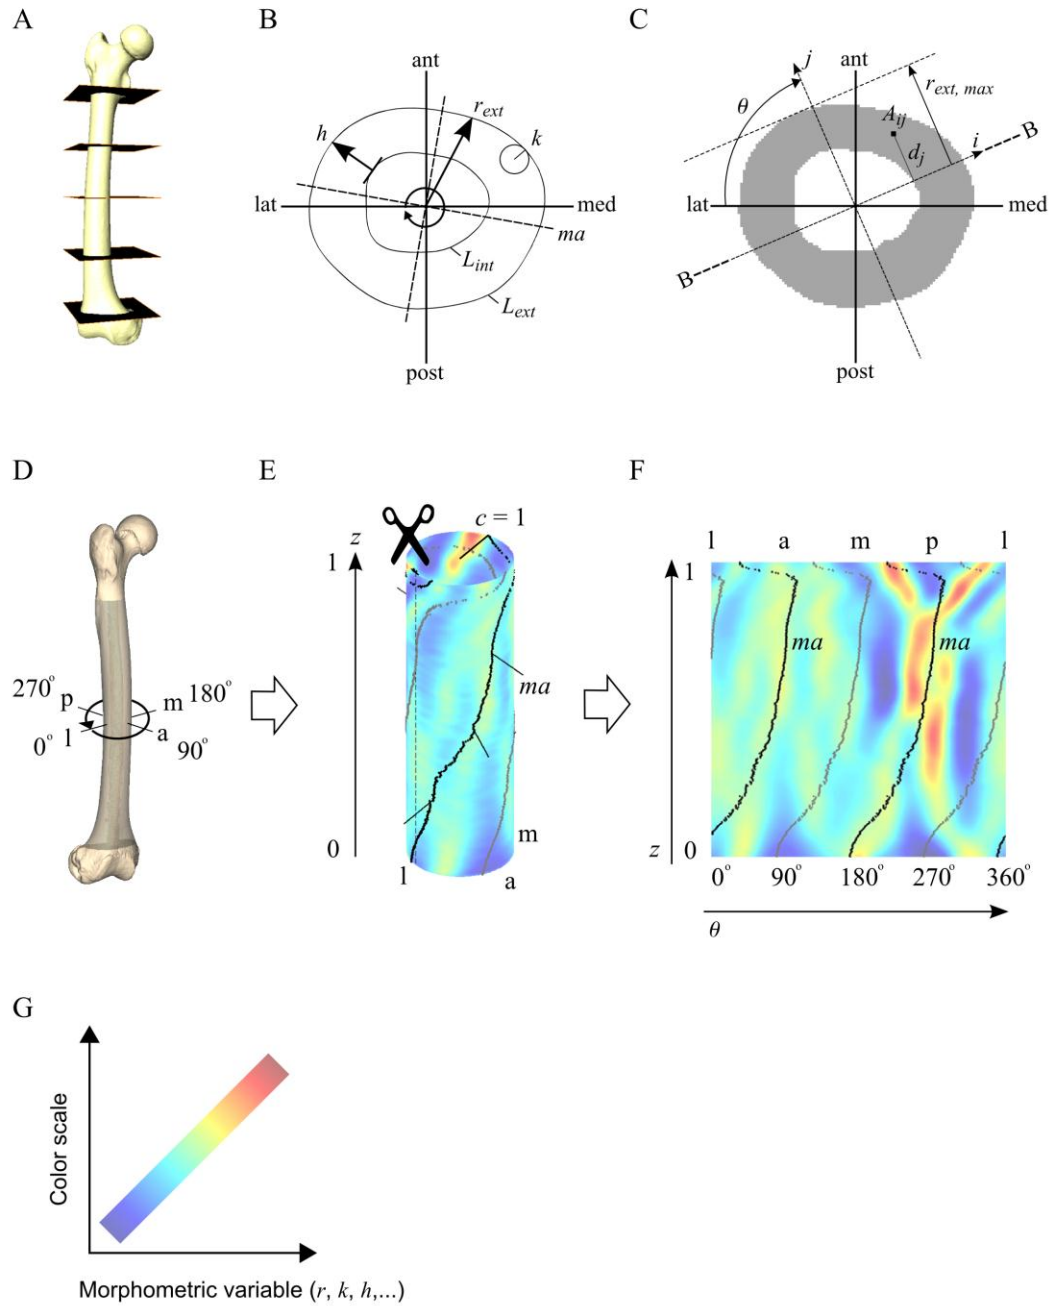 A
B
ant
h
r_ext
k
lat
med
ma
L_int
L_ext
post
C
j
ant
θ
r_ext, max
A_ij
d_j
i
B
lat
med
B
post
D
270°
p
m
180°
0°
l
a
90°
E
z
c = 1
1
ma
0
m
l
a
F
l a m p l
1
ma
ma
z
0
0° 90° 180° 270° 360°
θ
G
Color scale
Morphometric variable (r, k, h,...)